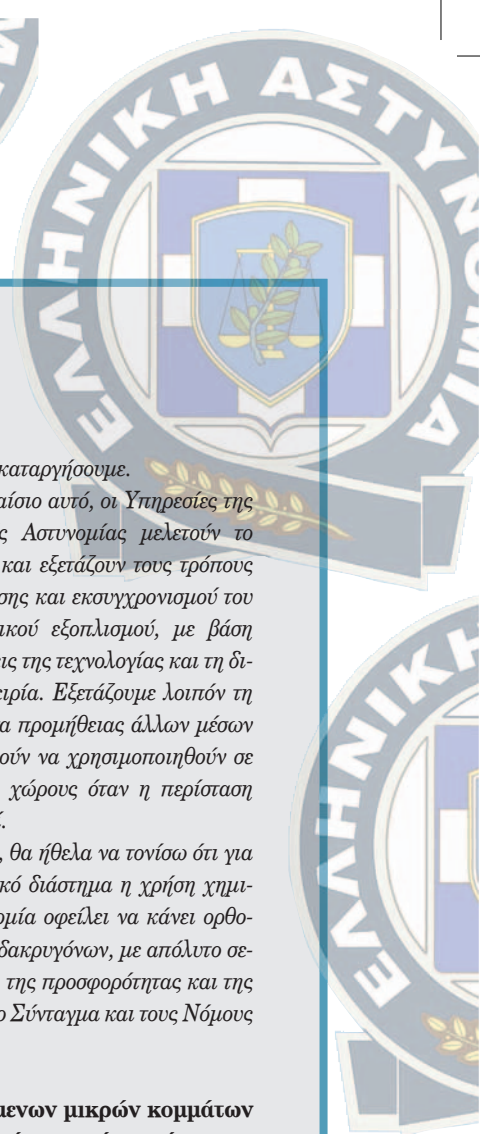 ΕΛΛΗΝΙΚΗ ΑΣΤΥΝΟΜΙΑ
καταργήσουμε.
αίσιο αυτό, οι Υπηρεσίες της
ς Αστυνομίας μελετούν το
και εξετάζουν τους τρόπους
σης και εκσυγχρονισμού του
ικού εξοπλισμού, με βάση
εις της τεχνολογίας και τη δι-
ειρία. Εξετάζουμε λοιπόν τη
α προμήθειας άλλων μέσων
ούν να χρησιμοποιηθούν σε
χώρους όταν η περίσταση
, θα ήθελα να τονίσω ότι για
κό διάστημα η χρήση χημι-
ομία οφείλει να κάνει ορθο-
δακρυγόνων, με απόλυτο σε-
της προσφορότητας και της
ο Σύνταγμα και τους Νόμους
ΕΛΛΗΝΙΚΗ
μενων μικρών κομμάτων